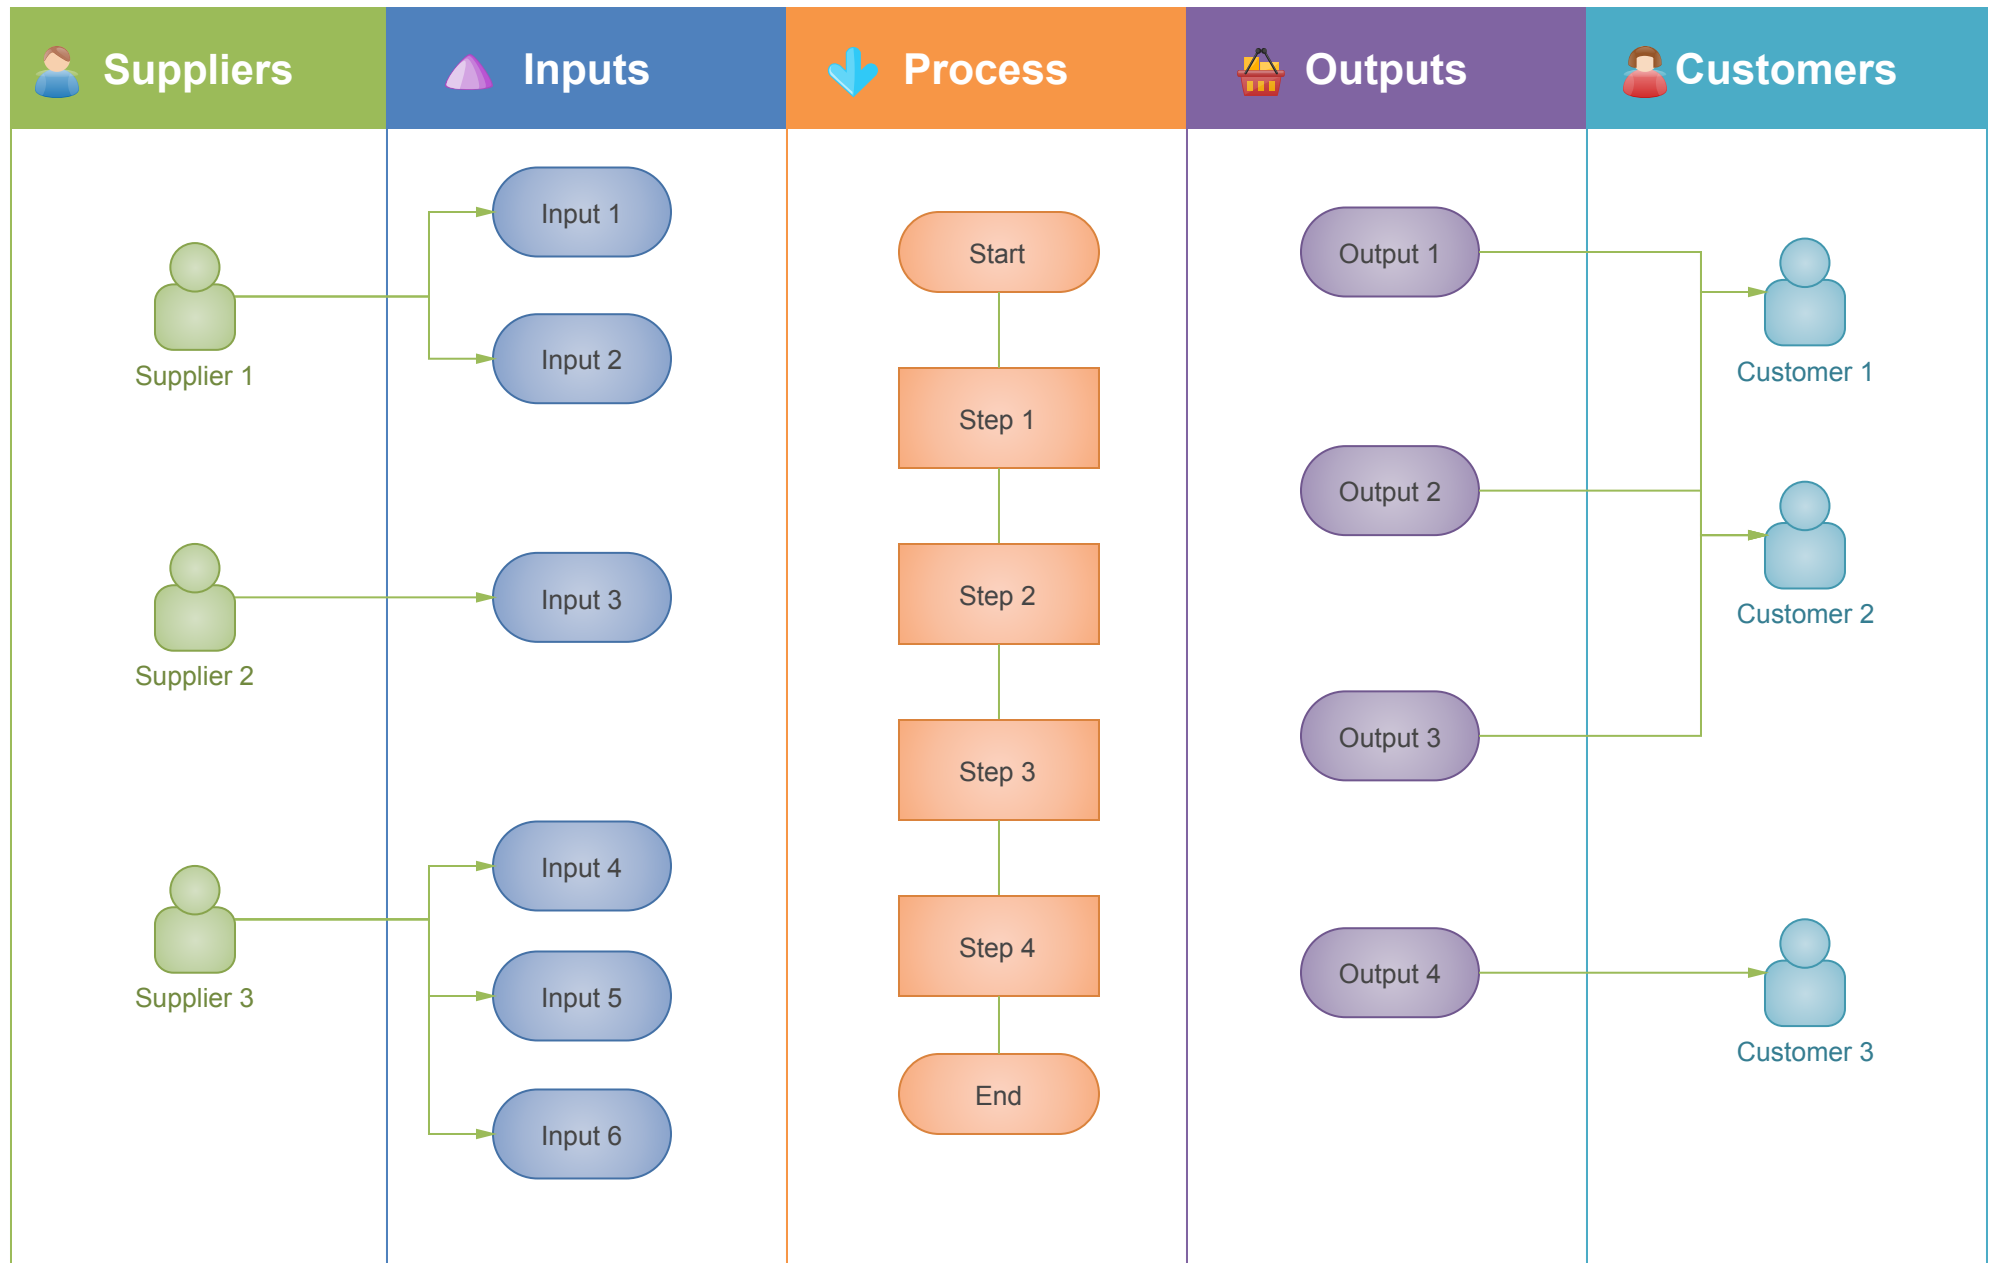 Suppliers
Inputs
Process
Outputs
Customers
Supplier 1
Supplier 2
Supplier 3
Input 1
Input 2
Input 3
Input 4
Input 5
Input 6
Start
Step 1
Step 2
Step 3
Step 4
End
Output 1
Output 2
Output 3
Output 4
Customer 1
Customer 2
Customer 3